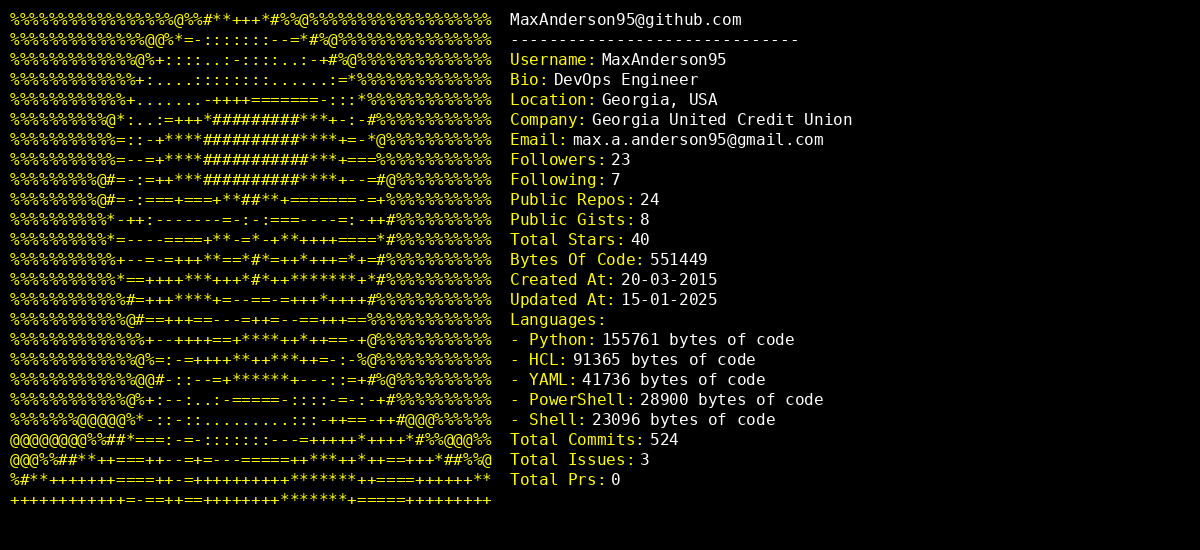 MaxAnderson95@github.com
------------------------------
Username: MaxAnderson95
Bio: DevOps Engineer
Location: Georgia, USA
Company: Georgia United Credit Union
Email: max.a.anderson95@gmail.com
Followers: 23
Following: 7
Public Repos: 24
Public Gists: 8
Total Stars: 40
Bytes Of Code: 551449
Created At: 20-03-2015
Updated At: 15-01-2025
Languages:
- Python: 155761 bytes of code
- HCL: 91365 bytes of code
- YAML: 41736 bytes of code
- PowerShell: 28900 bytes of code
- Shell: 23096 bytes of code
Total Commits: 524
Total Issues: 3
Total Prs: 0